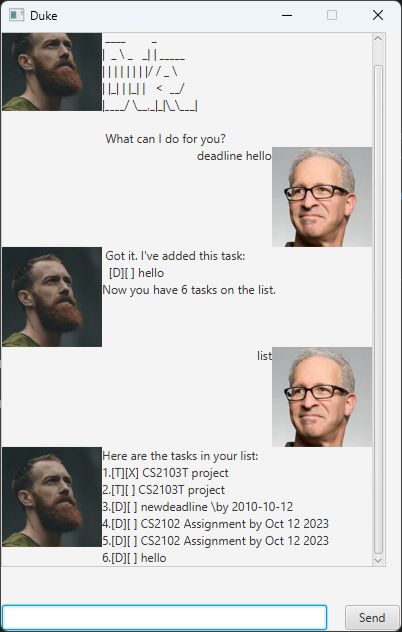 Duke
 ____        _
|  _ \ _   _| | _____
| | | | | | | |/ / _ \
| |_| | |_| |   <  __/
|____/ \__,_|_|\_\___|
What can I do for you?
deadline hello
Got it. I've added this task:
[D][ ] hello
Now you have 6 tasks on the list.
list
Here are the tasks in your list:
1.[T][X] CS2103T project
2.[T][ ] CS2103T project
3.[D][ ] newdeadline \by 2010-10-12
4.[D][ ] CS2102 Assignment by Oct 12 2023
5.[D][ ] CS2102 Assignment by Oct 12 2023
6.[D][ ] hello
Send